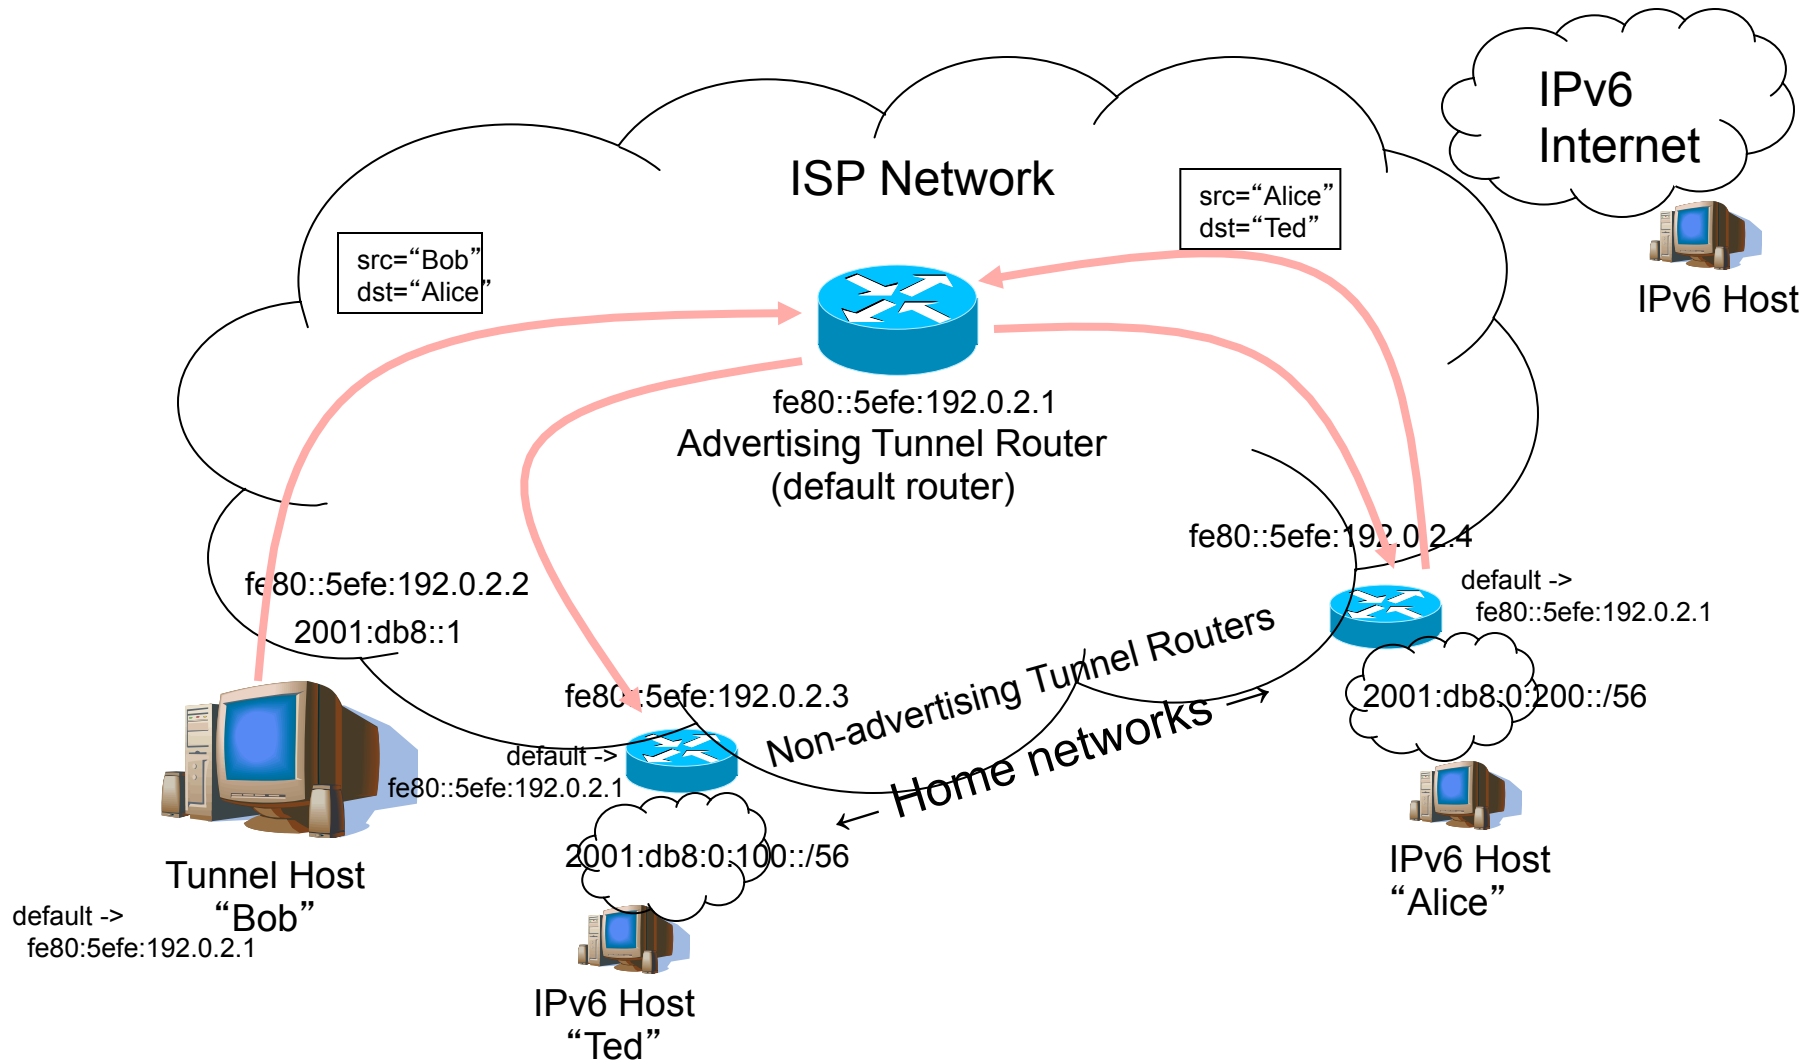 IPv6
Internet
ISP Network
src=“Alice”
dst=“Ted”
src=“Bob”
dst=“Alice”
IPv6 Host
fe80::5efe:192.0.2.1
Advertising Tunnel Router
(default router)
fe80::5efe:192.0.2.4
default ->
fe80::5efe:192.0.2.1
fe80::5efe:192.0.2.2
2001:db8::1
fe80::5efe:192.0.2.3
Non-advertising Tunnel Routers
← Home networks →
2001:db8:0:200::/56
default ->
fe80::5efe:192.0.2.1
2001:db8:0:100::/56
IPv6 Host
“Alice”
Tunnel Host
“Bob”
default ->
fe80:5efe:192.0.2.1
IPv6 Host
“Ted”